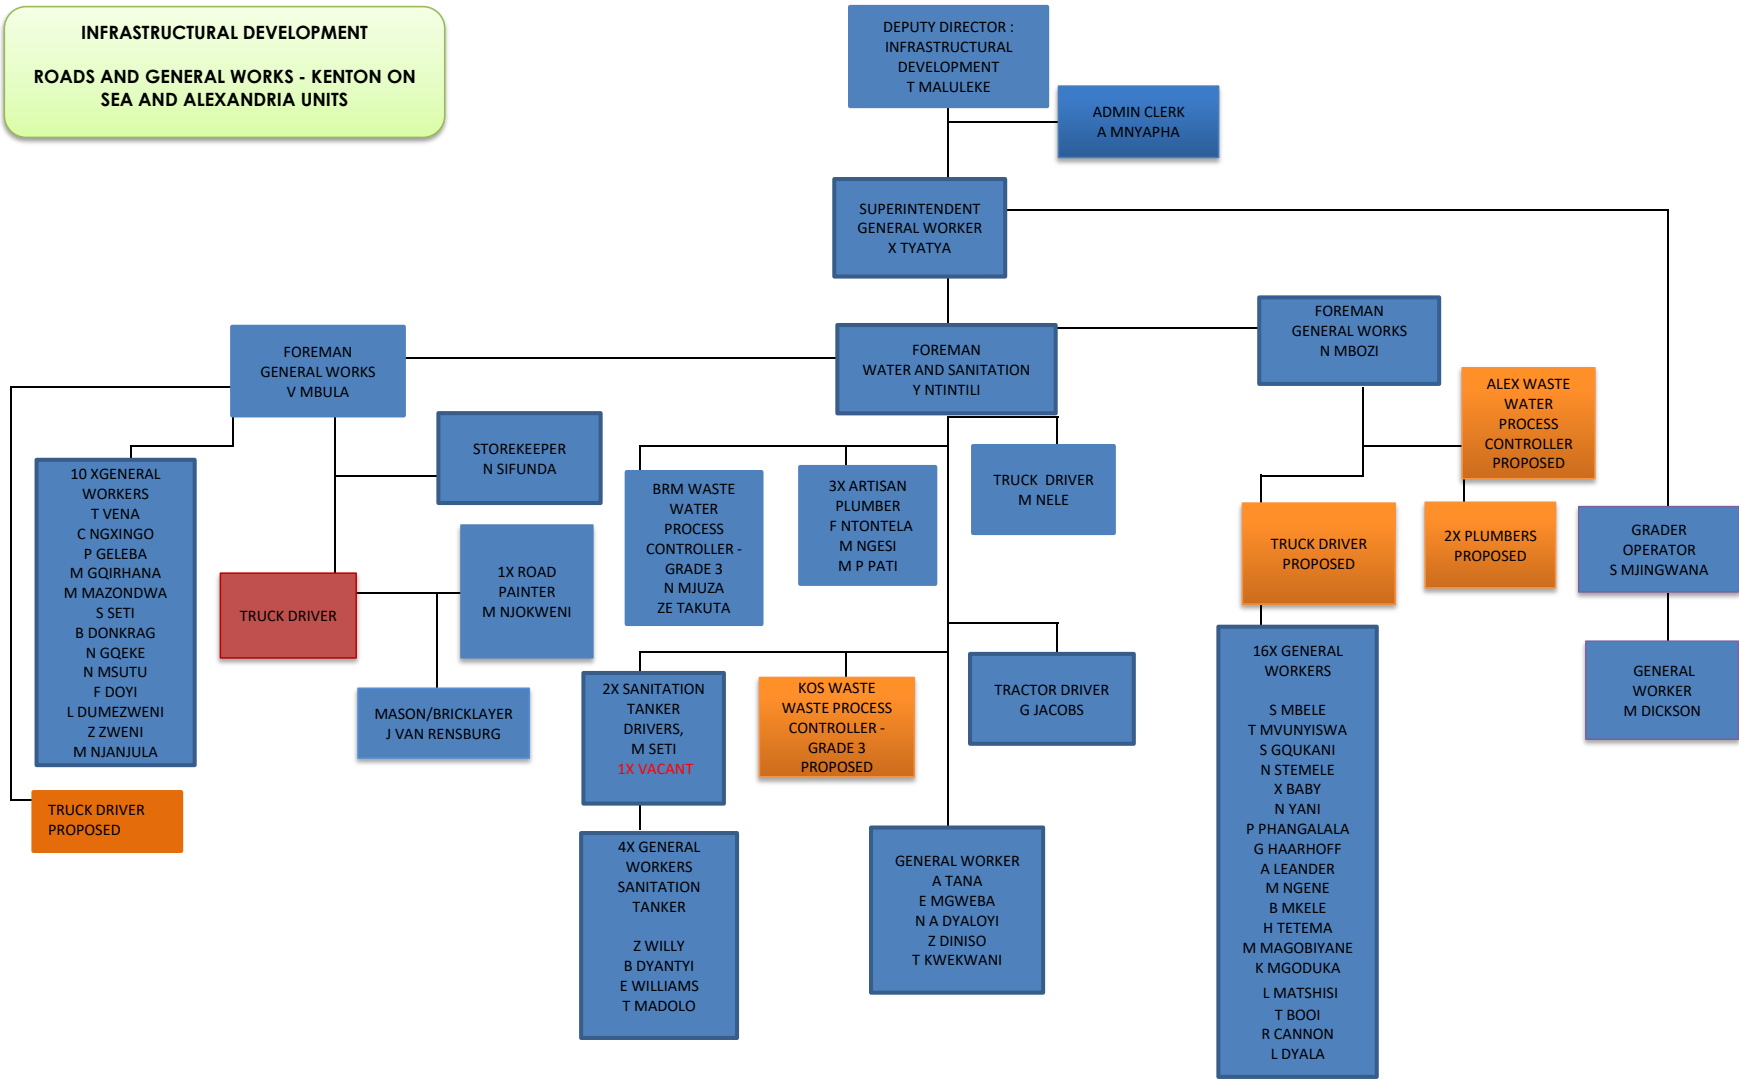 INFRASTRUCTURAL DEVELOPMENT
ROADS AND GENERAL WORKS - KENTON ON
SEA AND ALEXANDRIA UNITS
DEPUTY DIRECTOR :
INFRASTRUCTURAL
DEVELOPMENT
T MALULEKE
ADMIN CLERK
A MNYAPHA
SUPERINTENDENT
GENERAL WORKER
X TYATYA
FOREMAN
GENERAL WORKS
V MBULA
FOREMAN
WATER AND SANITATION
Y NTINTILI
FOREMAN
GENERAL WORKS
N MBOZI
ALEX WASTE
WATER
PROCESS
CONTROLLER
PROPOSED
10 XGENERAL
WORKERS
T VENA
C NGXINGO
P GELEBA
M GQIRHANA
M MAZONDWA
S SETI
B DONKRAG
N GQEKE
N MSUTU
F DOYI
L DUMEZWENI
Z ZWENI
M NJANJULA
STOREKEEPER
N SIFUNDA
TRUCK DRIVER
1X ROAD
PAINTER
M NJOKWENI
MASON/BRICKLAYER
J VAN RENSBURG
TRUCK DRIVER
PROPOSED
BRM WASTE
WATER
PROCESS
CONTROLLER -
GRADE 3
N MJUZA
ZE TAKUTA
3X ARTISAN
PLUMBER
F NTONTELA
M NGESI
M P PATI
TRUCK  DRIVER
M NELE
TRUCK DRIVER
PROPOSED
2X PLUMBERS
PROPOSED
GRADER
OPERATOR
S MJINGWANA
GENERAL
WORKER
M DICKSON
2X SANITATION
TANKER
DRIVERS,
M SETI
1X VACANT
KOS WASTE
WASTE PROCESS
CONTROLLER -
GRADE 3
PROPOSED
TRACTOR DRIVER
G JACOBS
4X GENERAL
WORKERS
SANITATION
TANKER
Z WILLY
B DYANTYI
E WILLIAMS
T MADOLO
GENERAL WORKER
A TANA
E MGWEBA
N A DYALOYI
Z DINISO
T KWEKWANI
16X GENERAL
WORKERS
S MBELE
T MVUNYISWA
S GQUKANI
N STEMELE
X BABY
N YANI
P PHANGALALA
G HAARHOFF
A LEANDER
M NGENE
B MKELE
H TETEMA
M MAGOBIYANE
K MGODUKA
L MATSHISI
T BOOI
R CANNON
L DYALA